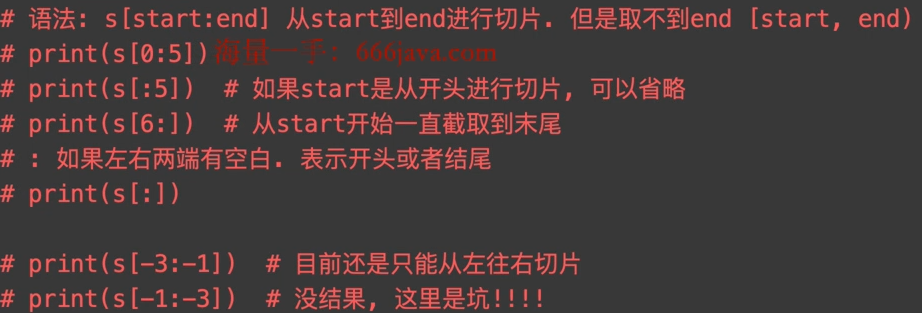 # 语法: s[start:end] 从start到end进行切片. 但是取不到end [start, end)
# print(s[0:5]) 海量一手: 666java.com
# print(s[:5])  # 如果start是从开头进行切片, 可以省略
# print(s[6:])  # 从start开始一直截取到末尾
# : 如果左右两端有空白. 表示开头或者结尾
# print(s[:])
# print(s[-3:-1])  # 目前还是只能从左往右切片
# print(s[-1:-3])  # 没结果, 这里是坑!!!!